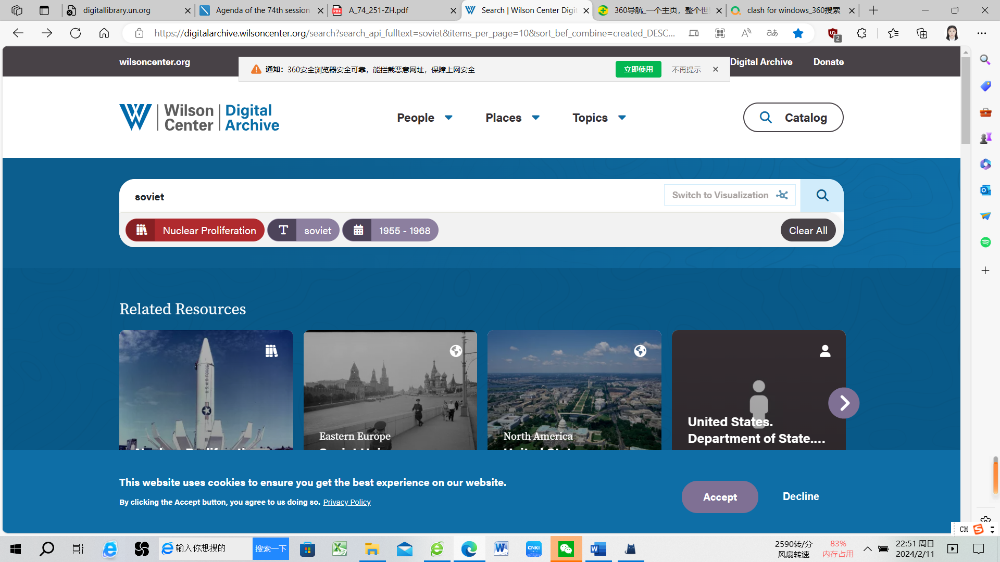 digitallibrary.un.org
Agenda of the 74th session
A_74_251-ZH.pdf
Search | Wilson Center Digit
360导航_一个主页，整个世
clash for windows_360搜索
https://digitalarchive.wilsoncenter.org/search?search_api_fulltext=soviet&items_per_page=10&sort_bef_combine=created_DESC...
2
wilsoncenter.org
通知：360安全浏览器安全可靠，能拦截恶意网址，保障上网安全
立即使用
不再提示
Digital Archive
Donate
Wilson Center
Digital Archive
People
Places
Topics
Catalog
soviet
Switch to Visualization
Nuclear Proliferation
soviet
1955 - 1968
Clear All
Related Resources
U.S. AIR FORCE
Eastern Europe
North America
United States.
Department of State....
This website uses cookies to ensure you get the best experience on our website.
By clicking the Accept button, you agree to us doing so. Privacy Policy
Accept
Decline
CH
输入你想搜的
搜索一下
CNKI
2590转/分
风扇转速
83%
内存占用
22:51 周日
2024/2/11